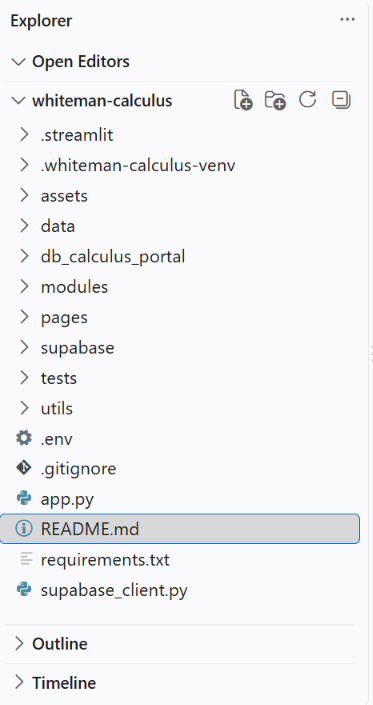 Explorer
Open Editors
whiteman-calculus
.streamlit
.whiteman-calculus-venv
assets
data
db_calculus_portal
modules
pages
supabase
tests
utils
.env
.gitignore
app.py
README.md
requirements.txt
supabase_client.py
Outline
Timeline